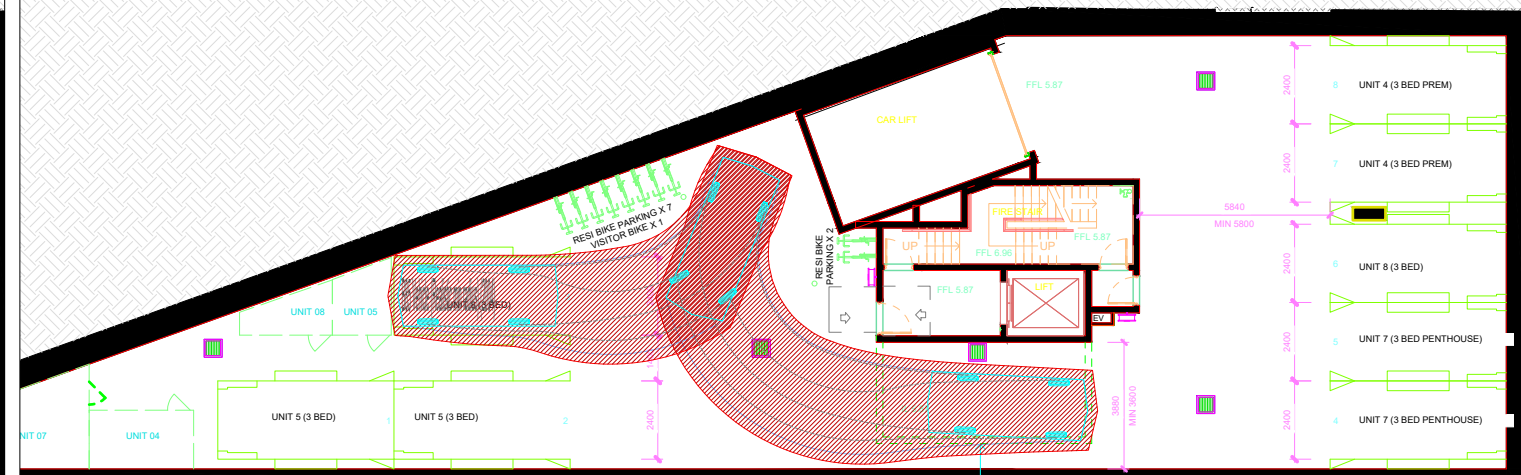 FFL 5.87
CAR LIFT
2400
8
UNIT 4 (3 BED PREM)
2400
7
UNIT 4 (3 BED PREM)
RESI BIKE PARKING X 7
VISITOR BIKE X 1
RESI BIKE
PARKING X 2
FIRE STAIR
UP
UP
FFL 5.87
FFL 6.96
5840
MIN 5800
2400
6
UNIT 8 (3 BED)
FFL 5.87
LIFT
EV
UNIT 08
UNIT 05
(3 BED)
2400
5
UNIT 7 (3 BED PENTHOUSE)
3880
MIN 3600
UNIT 5 (3 BED)
1
UNIT 5 (3 BED)
2
2400
2400
4
UNIT 7 (3 BED PENTHOUSE)
NIT 07
UNIT 04